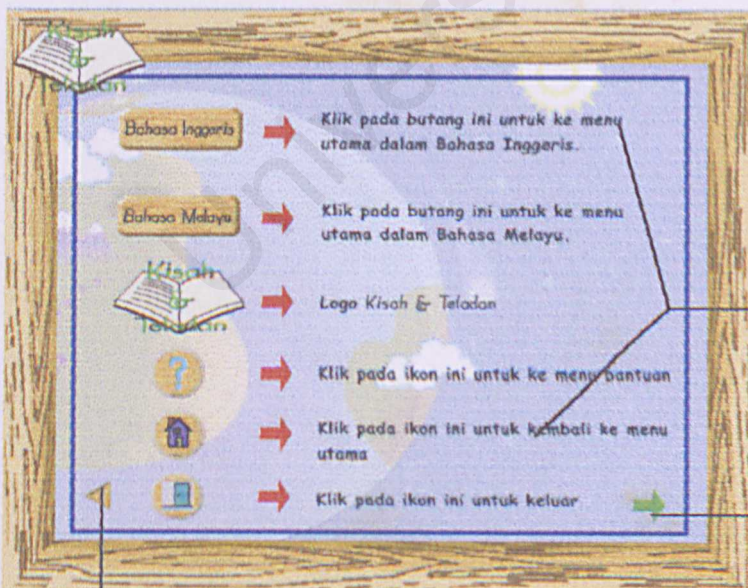 Kisah
&
Teladan
Bahasa Inggeris
Klik pada butang ini untuk ke menu
utama dalam Bahasa Inggeris.
Bahasa Melayu
Klik pada butang ini untuk ke menu
utama dalam Bahasa Melayu.
Kisah
&
Teladan
Logo Kisah & Teladan
?
Klik pada ikon ini untuk ke menu bantuan
Klik pada ikon ini untuk kembali ke menu
utama
Klik pada ikon ini untuk keluar